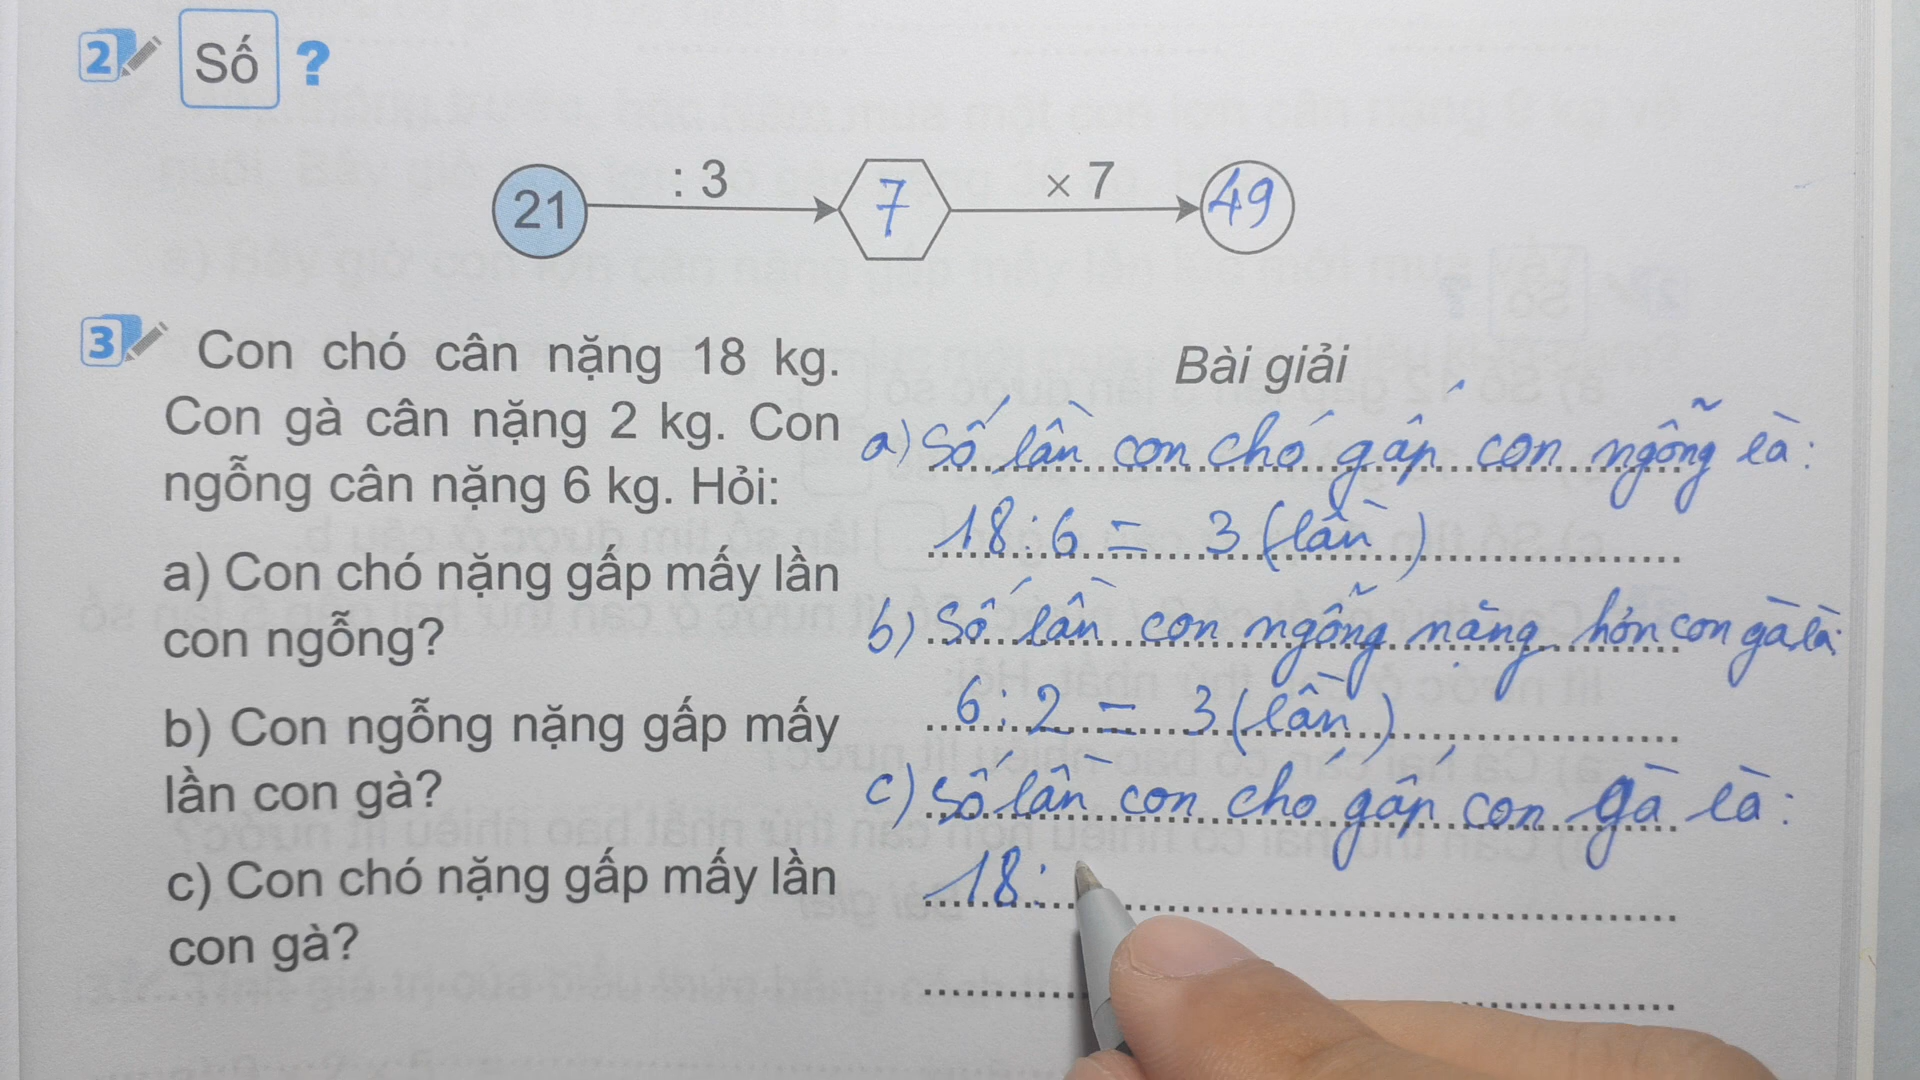 2 Số ?
21 : 3 7 × 7 49
3 Con chó cân nặng 18 kg.
Con gà cân nặng 2 kg. Con
ngỗng cân nặng 6 kg. Hỏi:
a) Con chó nặng gấp mấy lần
con ngỗng?
b) Con ngỗng nặng gấp mấy
lần con gà?
c) Con chó nặng gấp mấy lần
con gà?
Bài giải
a) Số lần con chó gấp con ngỗng là:
18 : 6 = 3 (lần)
b) Số lần con ngỗng nặng hơn con gà là:
6 : 2 = 3 (lần)
c) Số lần con chó gấp con gà là:
18 :